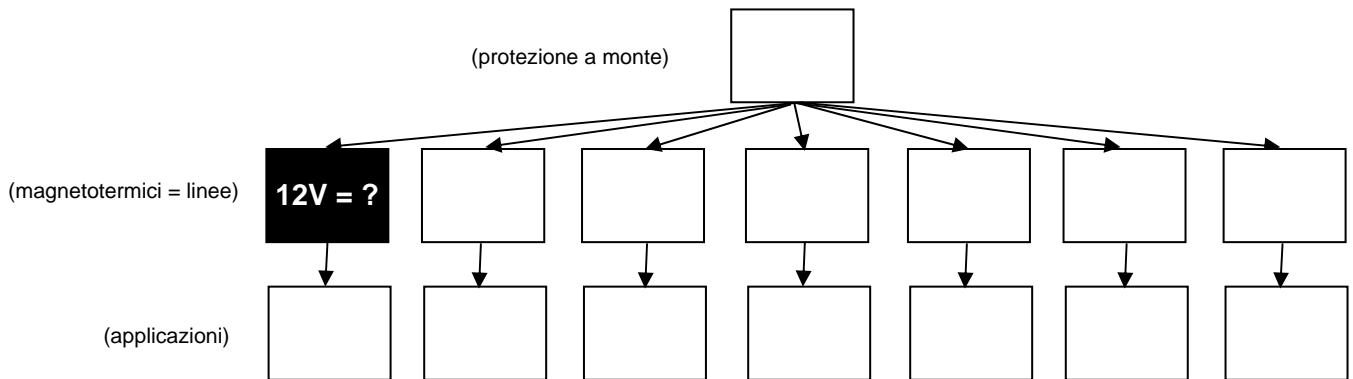 (protezione a monte)
(magnetotermici = linee)
12V = ?
(applicazioni)